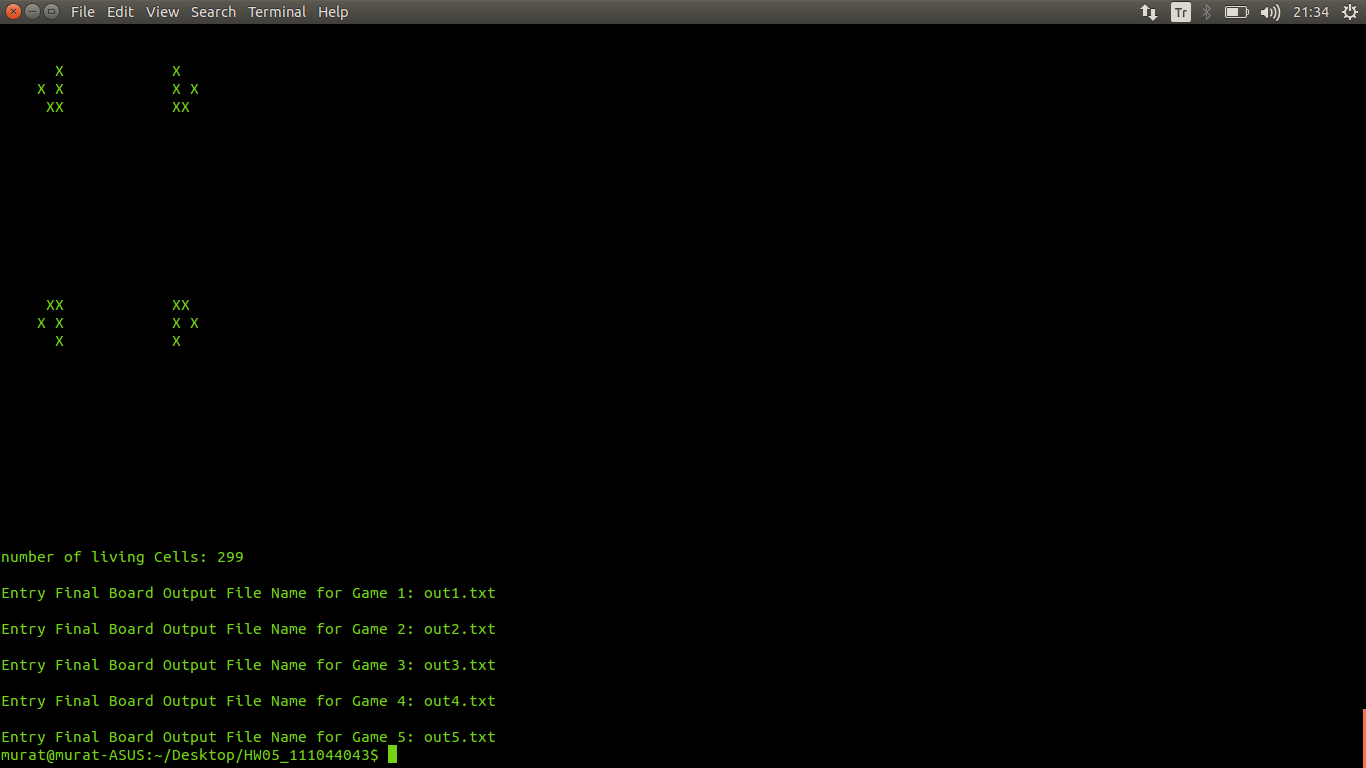 File Edit View Search Terminal Help Tr 21:34
      X            X
    X X            X X
     XX            XX
     XX            XX
    X X            X X
      X            X
number of living Cells: 299
Entry Final Board Output File Name for Game 1: out1.txt
Entry Final Board Output File Name for Game 2: out2.txt
Entry Final Board Output File Name for Game 3: out3.txt
Entry Final Board Output File Name for Game 4: out4.txt
Entry Final Board Output File Name for Game 5: out5.txt
murat@murat-ASUS:~/Desktop/HW05_111044043$